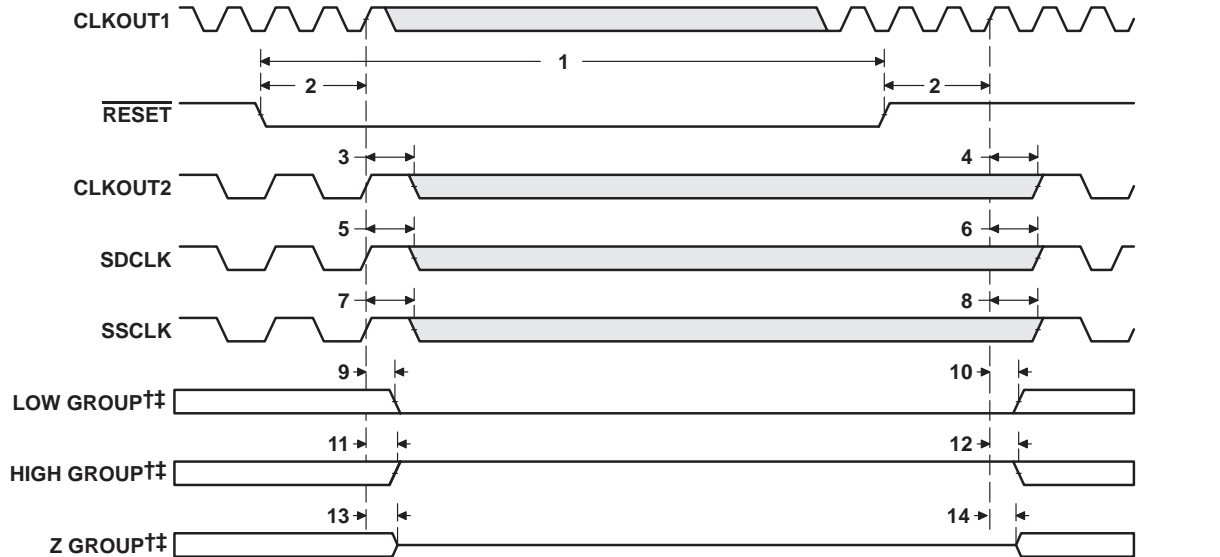 CLKOUT1
1
2 2
RESET
3 4
CLKOUT2
5 6
SDCLK
7 8
SSCLK
9 10
LOW GROUP†‡
11 12
HIGH GROUP†‡
13 14
Z GROUP†‡